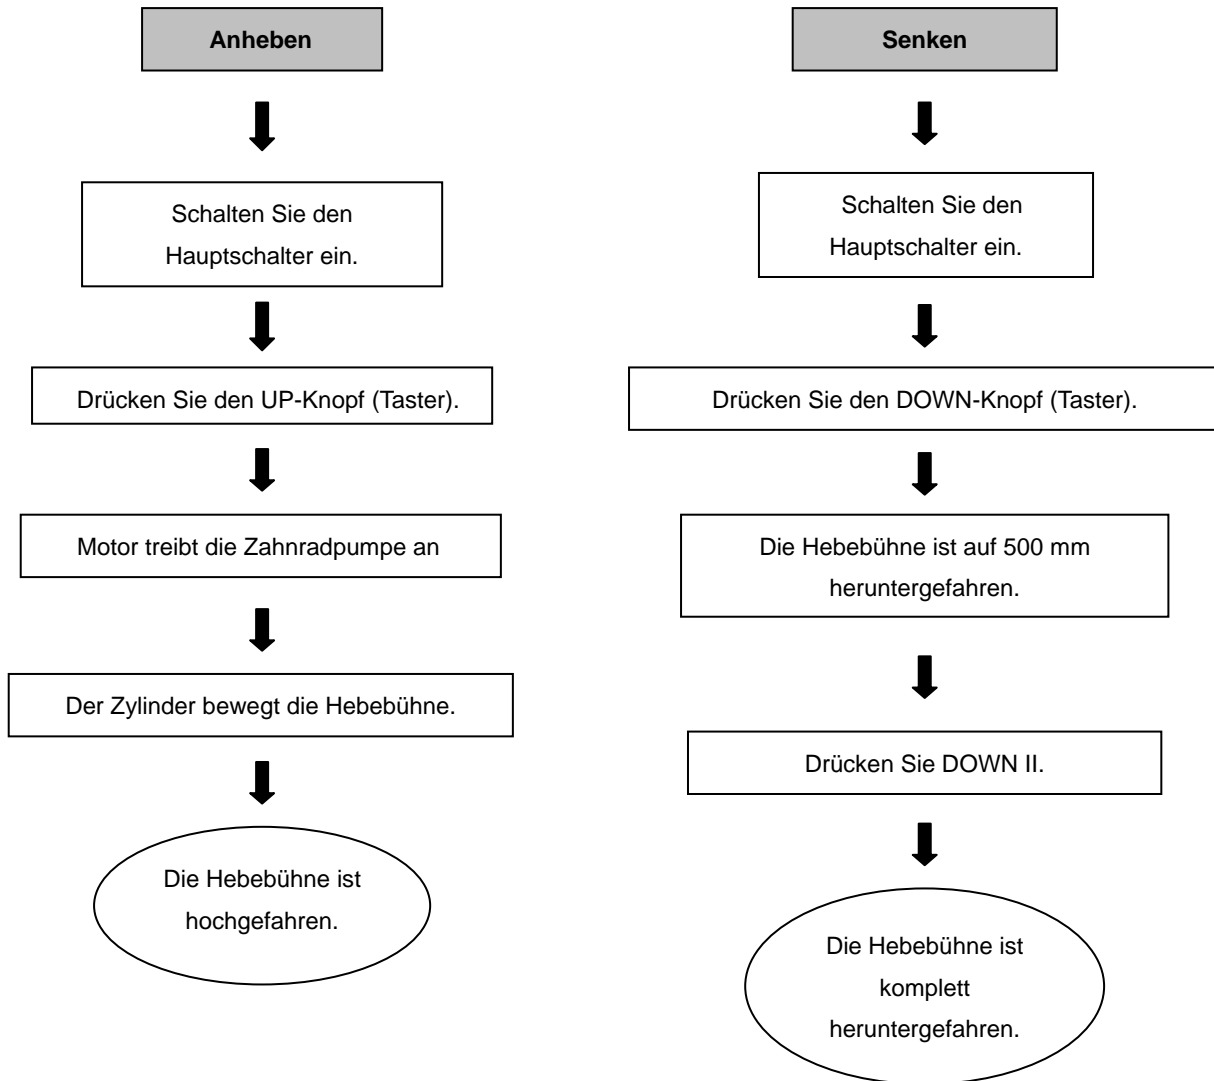 Anheben
Schalten Sie den
Hauptschalter ein.
Drücken Sie den UP-Knopf (Taster).
Motor treibt die Zahnradpumpe an
Der Zylinder bewegt die Hebebühne.
Die Hebebühne ist
hochgefahren.
Senken
Schalten Sie den
Hauptschalter ein.
Drücken Sie den DOWN-Knopf (Taster).
Die Hebebühne ist auf 500 mm
heruntergefahren.
Drücken Sie DOWN II.
Die Hebebühne ist
komplett
heruntergefahren.